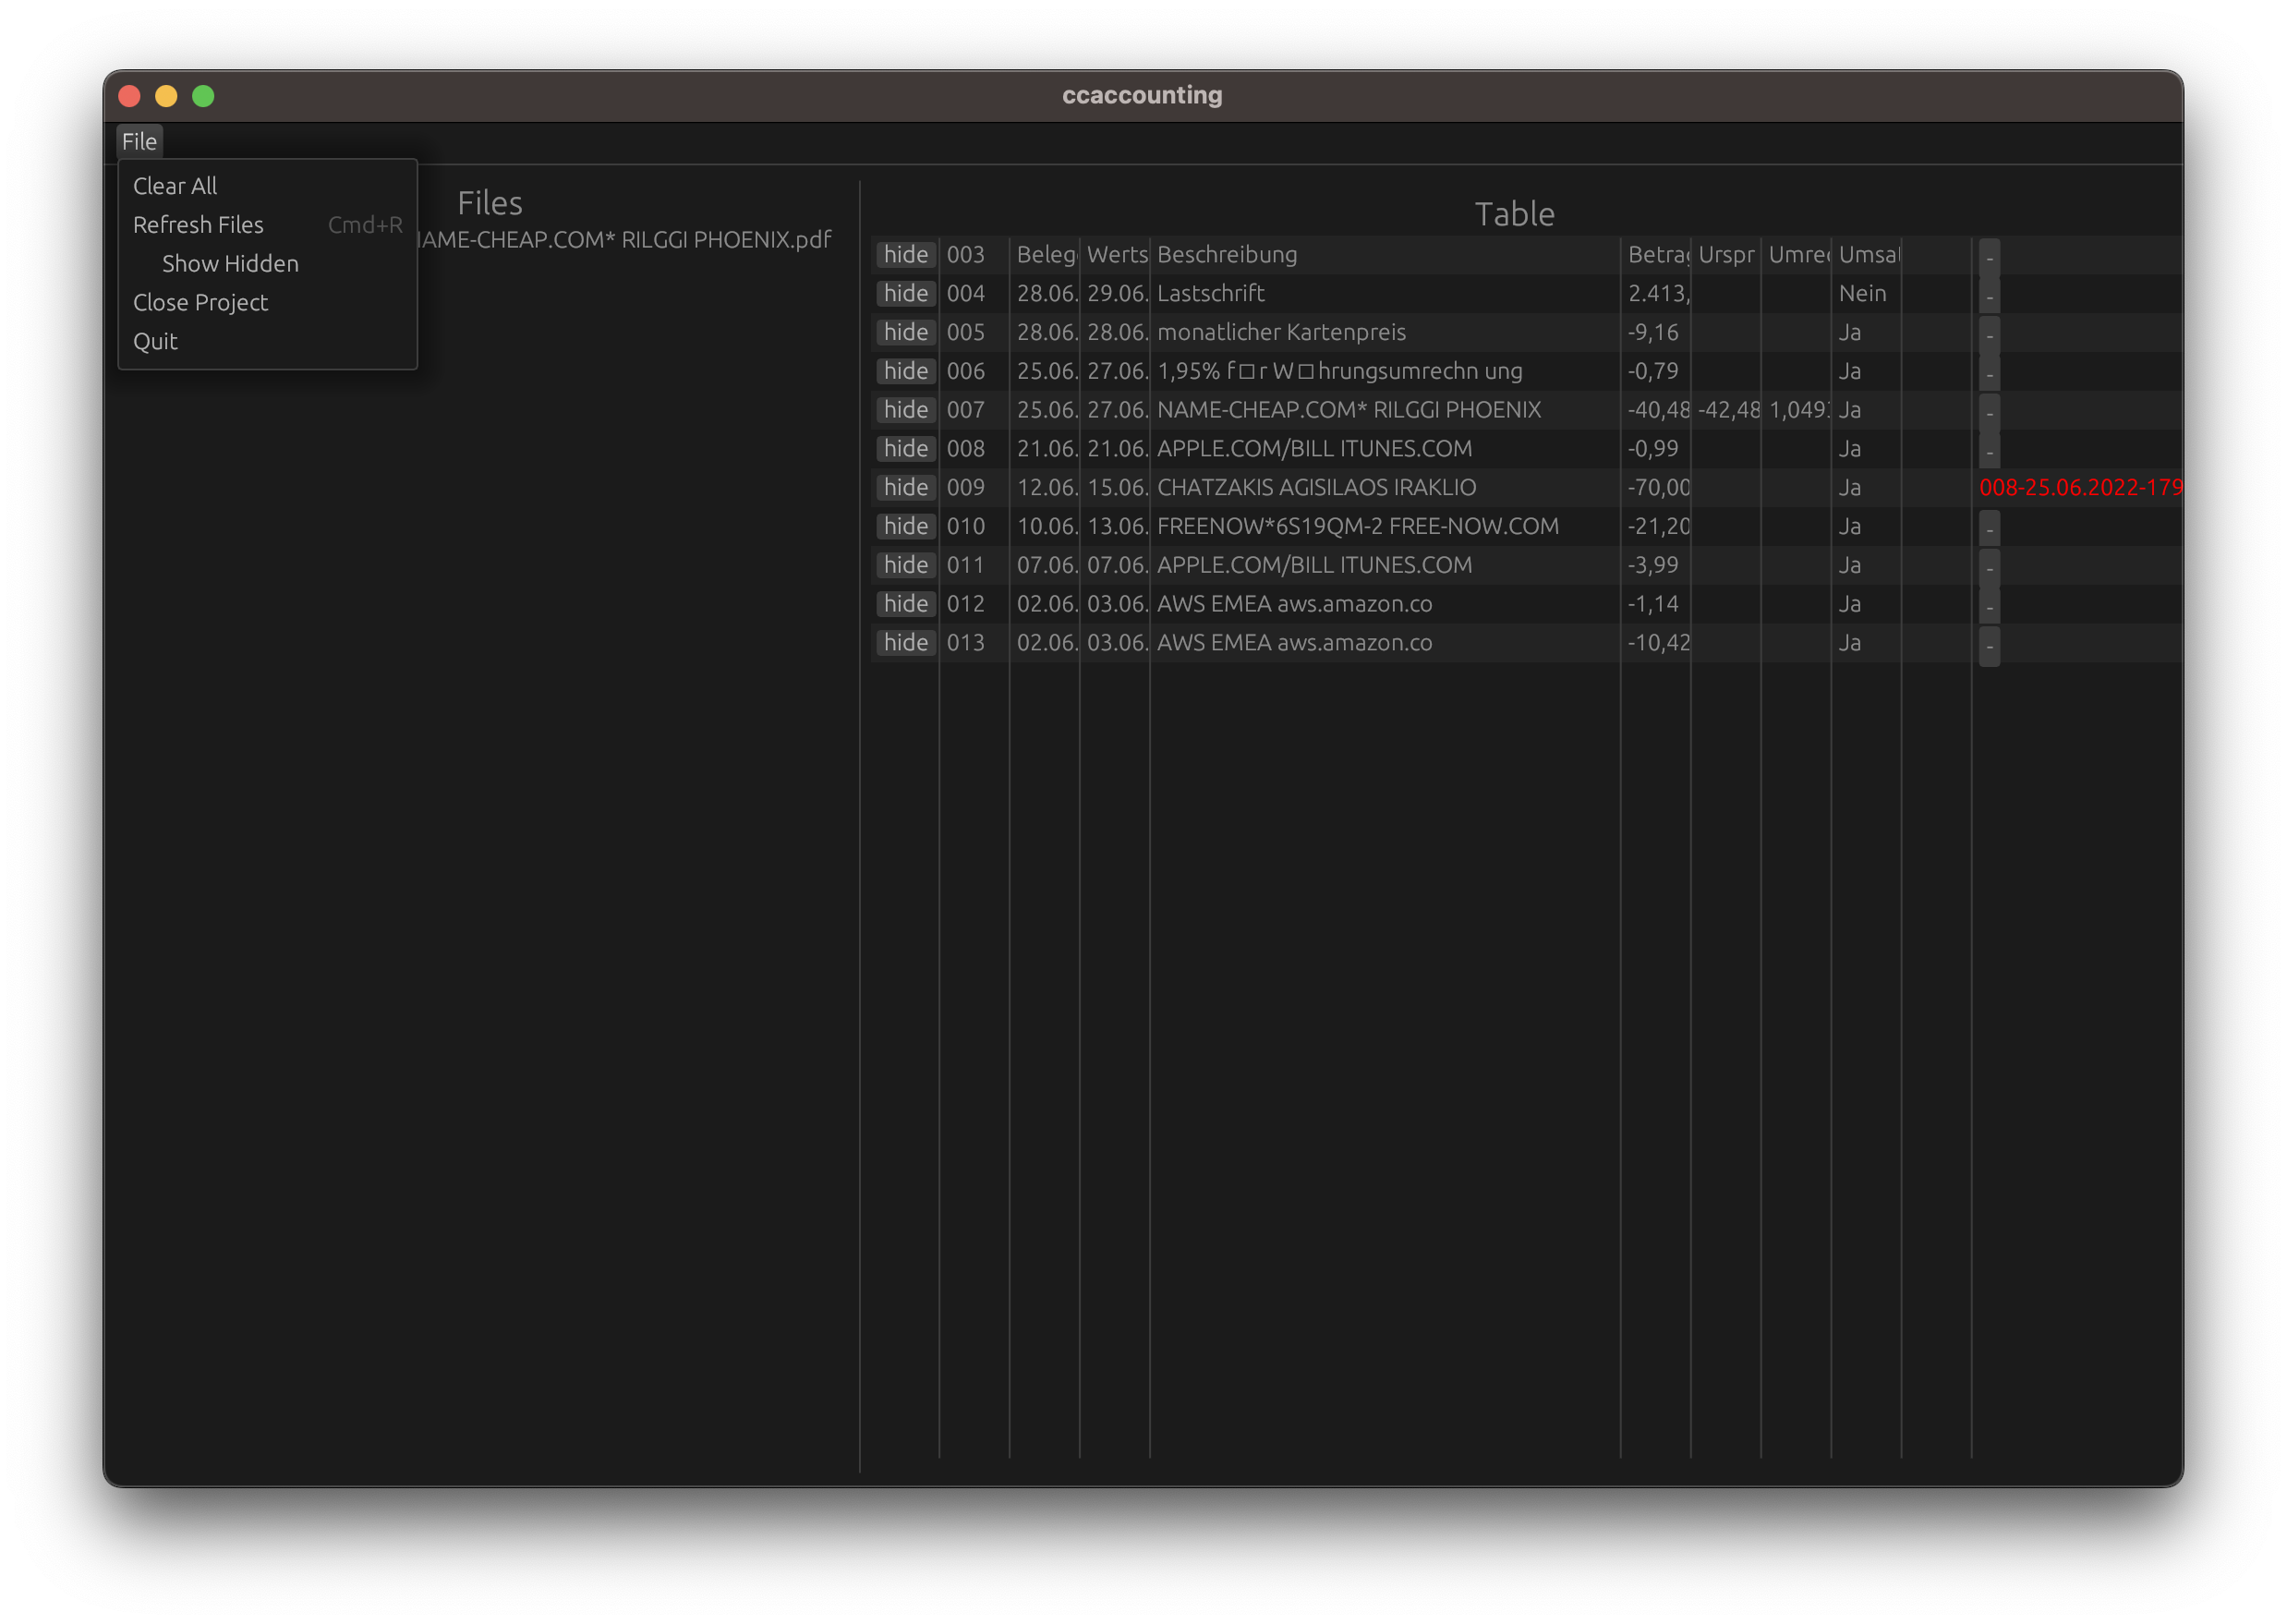 ccaccounting
File
Clear All
Refresh Files Cmd+R
Show Hidden
Close Project
Quit
Files
NAME-CHEAP.COM* RILGGI PHOENIX.pdf
Table
hide 003 Beleg Werts Beschreibung Betrag Urspr Umre Umsa -
hide 004 28.06. 29.06. Lastschrift 2.413, Nein -
hide 005 28.06. 28.06. monatlicher Kartenpreis -9,16 Ja -
hide 006 25.06. 27.06. 1,95% f□r W□hrungsumrechn ung -0,79 Ja -
hide 007 25.06. 27.06. NAME-CHEAP.COM* RILGGI PHOENIX -40,48 -42,48 1,049 Ja -
hide 008 21.06. 21.06. APPLE.COM/BILL ITUNES.COM -0,99 Ja -
hide 009 12.06. 15.06. CHATZAKIS AGISILAOS IRAKLIO -70,00 Ja 008-25.06.2022-179
hide 010 10.06. 13.06. FREENOW*6S19QM-2 FREE-NOW.COM -21,20 Ja -
hide 011 07.06. 07.06. APPLE.COM/BILL ITUNES.COM -3,99 Ja -
hide 012 02.06. 03.06. AWS EMEA aws.amazon.co -1,14 Ja -
hide 013 02.06. 03.06. AWS EMEA aws.amazon.co -10,42 Ja -